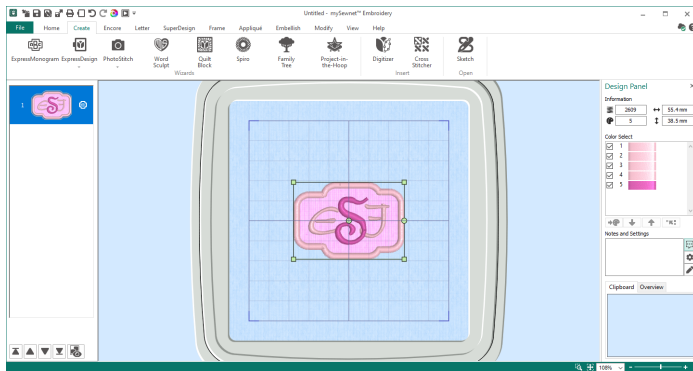 Untitled - mySewnet™ Embroidery
File Home Create Encore Letter SuperDesign Frame Appliqué Embellish Modify View Help
ExpressMonogram ExpressDesign PhotoStitch Word Sculpt Quilt Block Spiro Family Tree Project-in-the-Hoop Digitizer Cross Stitcher Sketch
Wizards Insert Open
Design Panel
Information
2609 55.4 mm
5 38.5 mm
Color Select
1
2
3
4
5
Notes and Settings
Clipboard Overview
1
S
108%